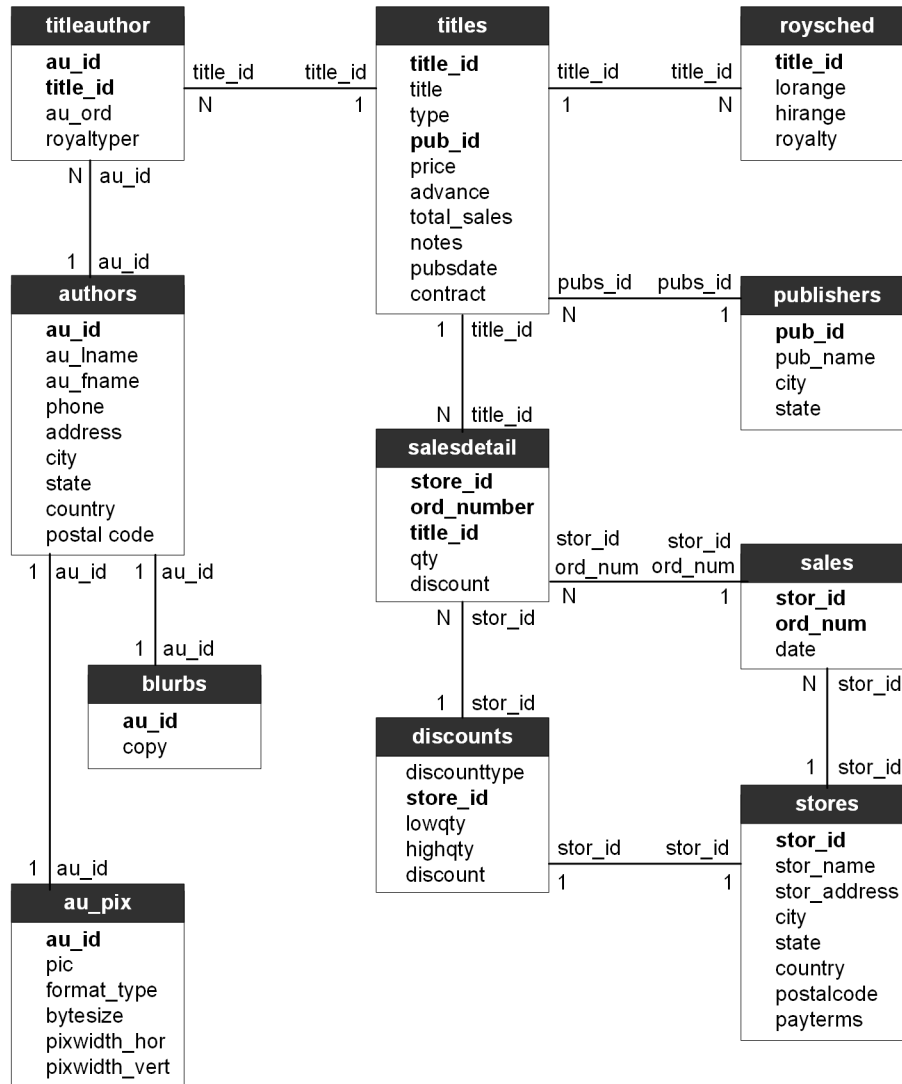 titleauthor
au_id
title_id
au_ord
royaltyper
title_id
title_id
N
1
titles
title_id
title
type
pub_id
price
advance
total_sales
notes
pubsdate
contract
title_id
title_id
1
N
roysched
title_id
lorange
hirange
royalty
N
au_id
1
au_id
authors
au_id
au_lname
au_fname
phone
address
city
state
country
postal code
pubs_id
pubs_id
N
1
publishers
pub_id
pub_name
city
state
1
title_id
N
title_id
salesdetail
store_id
ord_number
title_id
qty
discount
stor_id
stor_id
ord_num
ord_num
N
1
sales
stor_id
ord_num
date
1
au_id
1
au_id
1
au_id
blurbs
au_id
copy
N
stor_id
1
stor_id
discounts
discounttype
store_id
lowqty
highqty
discount
N
stor_id
1
stor_id
stor_id
stor_id
1
1
stores
stor_id
stor_name
stor_address
city
state
country
postalcode
payterms
1
au_id
au_pix
au_id
pic
format_type
bytesize
pixwidth_hor
pixwidth_vert